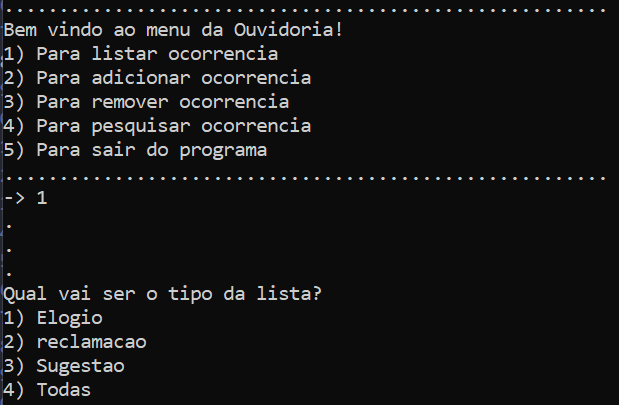 .......................................................
Bem vindo ao menu da Ouvidoria!
1) Para listar ocorrencia
2) Para adicionar ocorrencia
3) Para remover ocorrencia
4) Para pesquisar ocorrencia
5) Para sair do programa
.......................................................
-> 1
.
.
.
Qual vai ser o tipo da lista?
1) Elogio
2) reclamacao
3) Sugestao
4) Todas